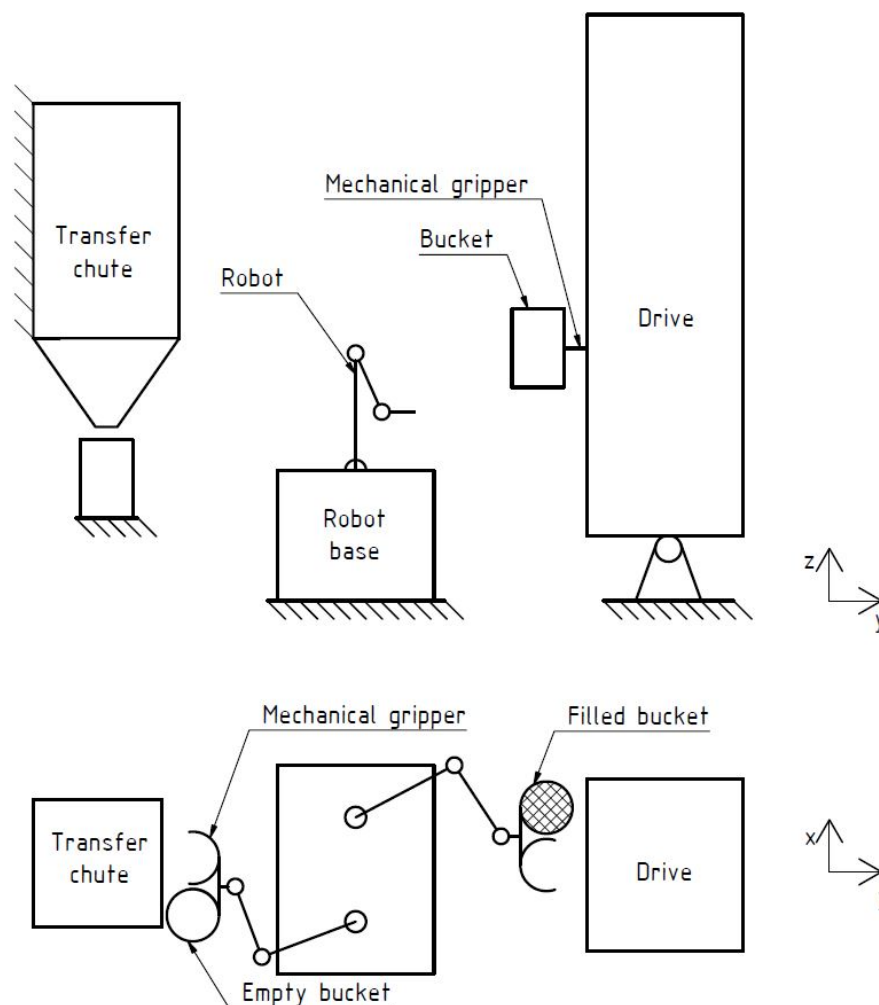 Mechanical gripper
Transfer
chute
Bucket
Robot
Drive
Robot
base
z
y
Mechanical gripper
Filled bucket
Transfer
chute
Drive
x
Empty bucket